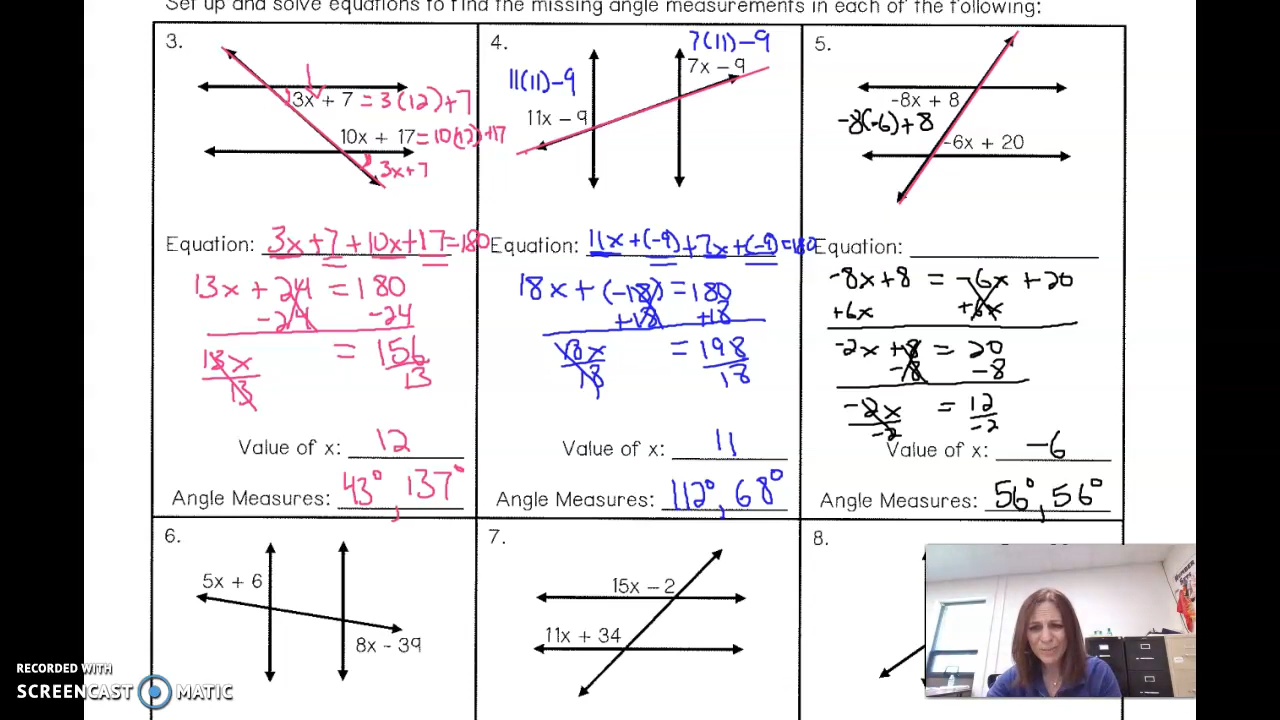 Set up and solve equations to find the missing angle measurements in each of the following:
3.
3x + 7 = 3(12)+7
10x + 17 = 10(12)+17
3x+7
Equation: 3x+7+10x+17=180
13x + 24 = 180
-24 -24
13x = 156
13 13
Value of x: 12
Angle Measures: 43°, 137°
4.
7(11)-9
7x - 9
11(11)-9
11x - 9
Equation: 11x+(-9)+7x+(-9)=180
18x + (-18) = 180
+18 +18
18x = 198
18 18
Value of x: 11
Angle Measures: 112°, 68°
5.
-8x + 8
-8(-6)+8
-6x + 20
Equation:
-8x+8 = -6x +20
+6x +6x
-2x +8 = 20
-8 -8
-2x = 12
-2 -2
Value of x: -6
Angle Measures: 56°, 56°
6.
5x + 6
8x - 39
7.
15x - 2
11x + 34
8.
RECORDED WITH
SCREENCAST MATIC